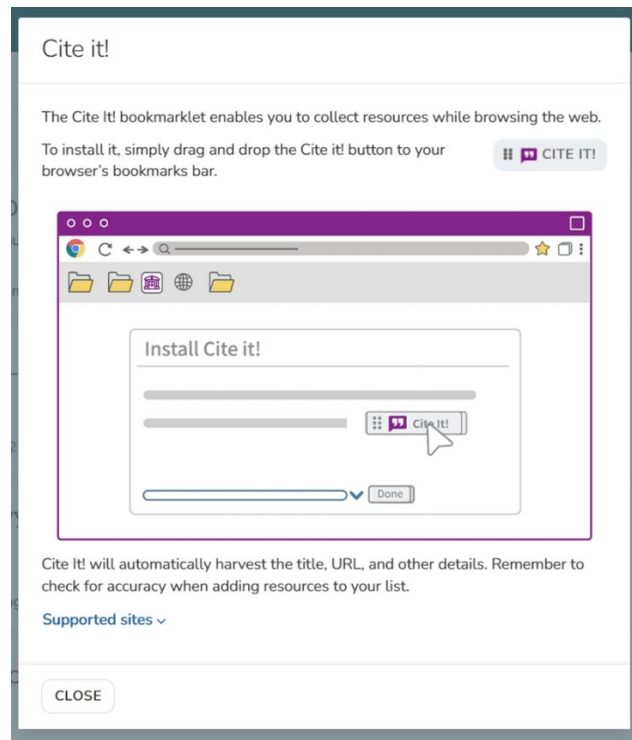 Cite it!
The Cite It! bookmarklet enables you to collect resources while browsing the web.
To install it, simply drag and drop the Cite it! button to your
browser's bookmarks bar.
CITE IT!
Install Cite it!
Cite It!
Done
Cite It! will automatically harvest the title, URL, and other details. Remember to
check for accuracy when adding resources to your list.
Supported sites
CLOSE